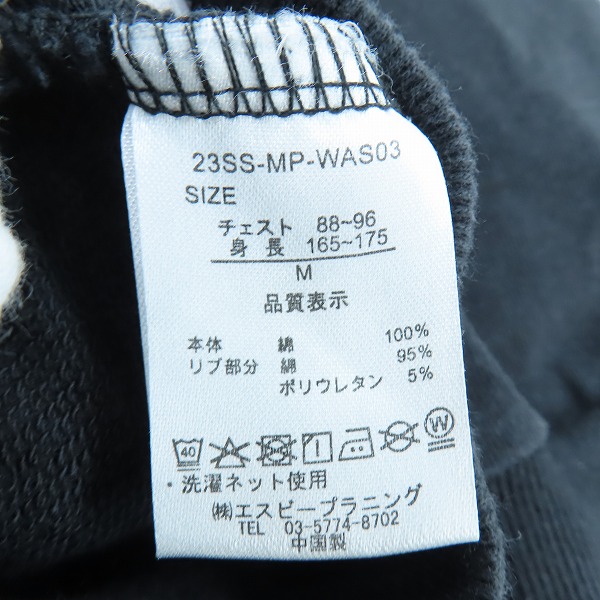 23SS-MP-WAS03
SIZE
チェスト 88~96
身長 165~175
M
品質表示
本体 綿 100%
リブ部分 綿 95%
ポリウレタン 5%
40 W
・洗濯ネット使用
㈱エスピープラニング
TEL 03-5774-8702
中国製